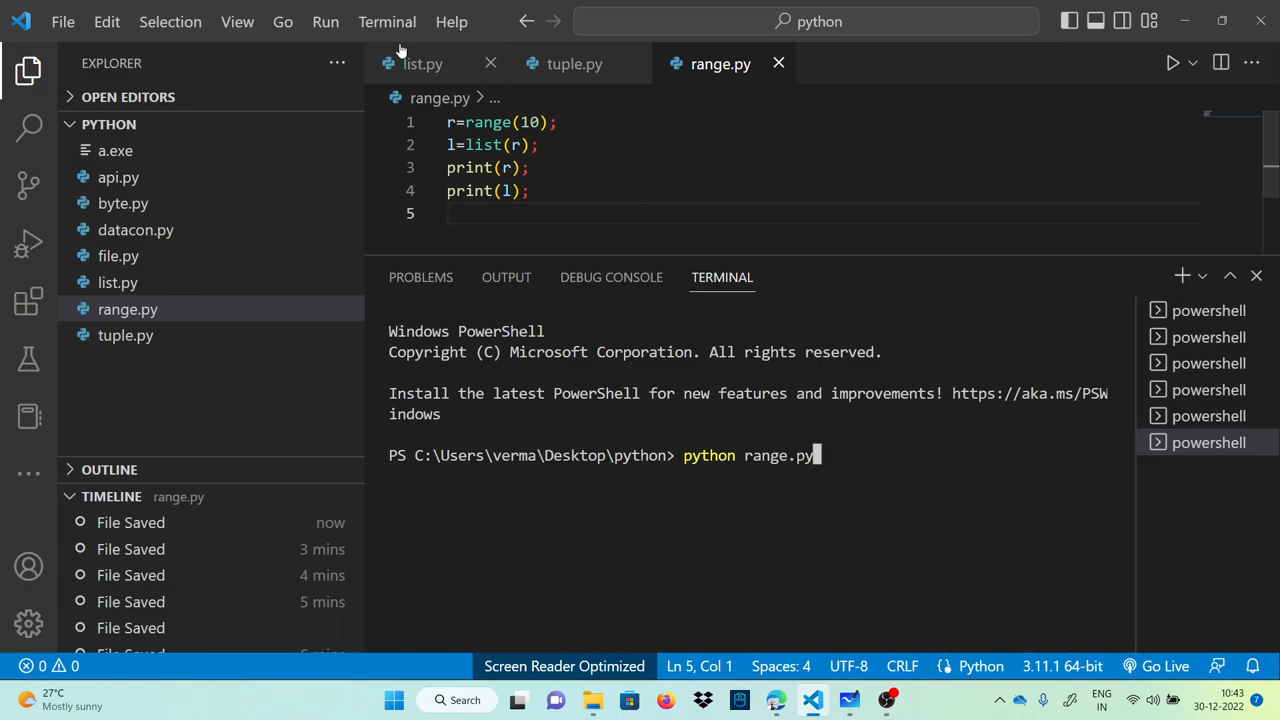 File Edit Selection View Go Run Terminal Help python
EXPLORER
list.py tuple.py range.py
OPEN EDITORS
range.py > ...
PYTHON
a.exe
api.py
byte.py
datacon.py
file.py
list.py
range.py
tuple.py
1 r=range(10);
2 l=list(r);
3 print(r);
4 print(l);
5
PROBLEMS OUTPUT DEBUG CONSOLE TERMINAL
Windows PowerShell
Copyright (C) Microsoft Corporation. All rights reserved.
Install the latest PowerShell for new features and improvements! https://aka.ms/PSW
indows
PS C:\Users\verma\Desktop\python> python range.py
powershell
powershell
powershell
powershell
powershell
powershell
OUTLINE
TIMELINE range.py
File Saved now
File Saved 3 mins
File Saved 4 mins
File Saved 5 mins
File Saved
0 0 Screen Reader Optimized Ln 5, Col 1 Spaces: 4 UTF-8 CRLF Python 3.11.1 64-bit Go Live
27°C
Mostly sunny
Search
ENG
IN
10:43
30-12-2022
7